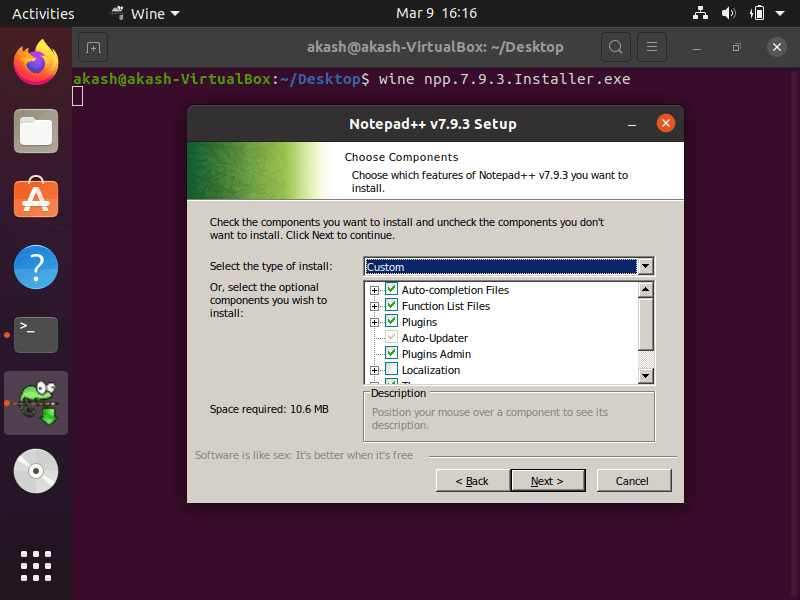 Activities Wine Mar 9 16:16
akash@akash-VirtualBox: ~/Desktop
akash@akash-VirtualBox:~/Desktop$ wine npp.7.9.3.Installer.exe
Notepad++ v7.9.3 Setup
Choose Components
Choose which features of Notepad++ v7.9.3 you want to
install.
Check the components you want to install and uncheck the components you don't
want to install. Click Next to continue.
Select the type of install: Custom
Or, select the optional
components you wish to
install:
Auto-completion Files
Function List Files
Plugins
Auto-Updater
Plugins Admin
Localization
Space required: 10.6 MB
Description
Position your mouse over a component to see its
description.
Software is like sex: It's better when it's free
< Back Next > Cancel